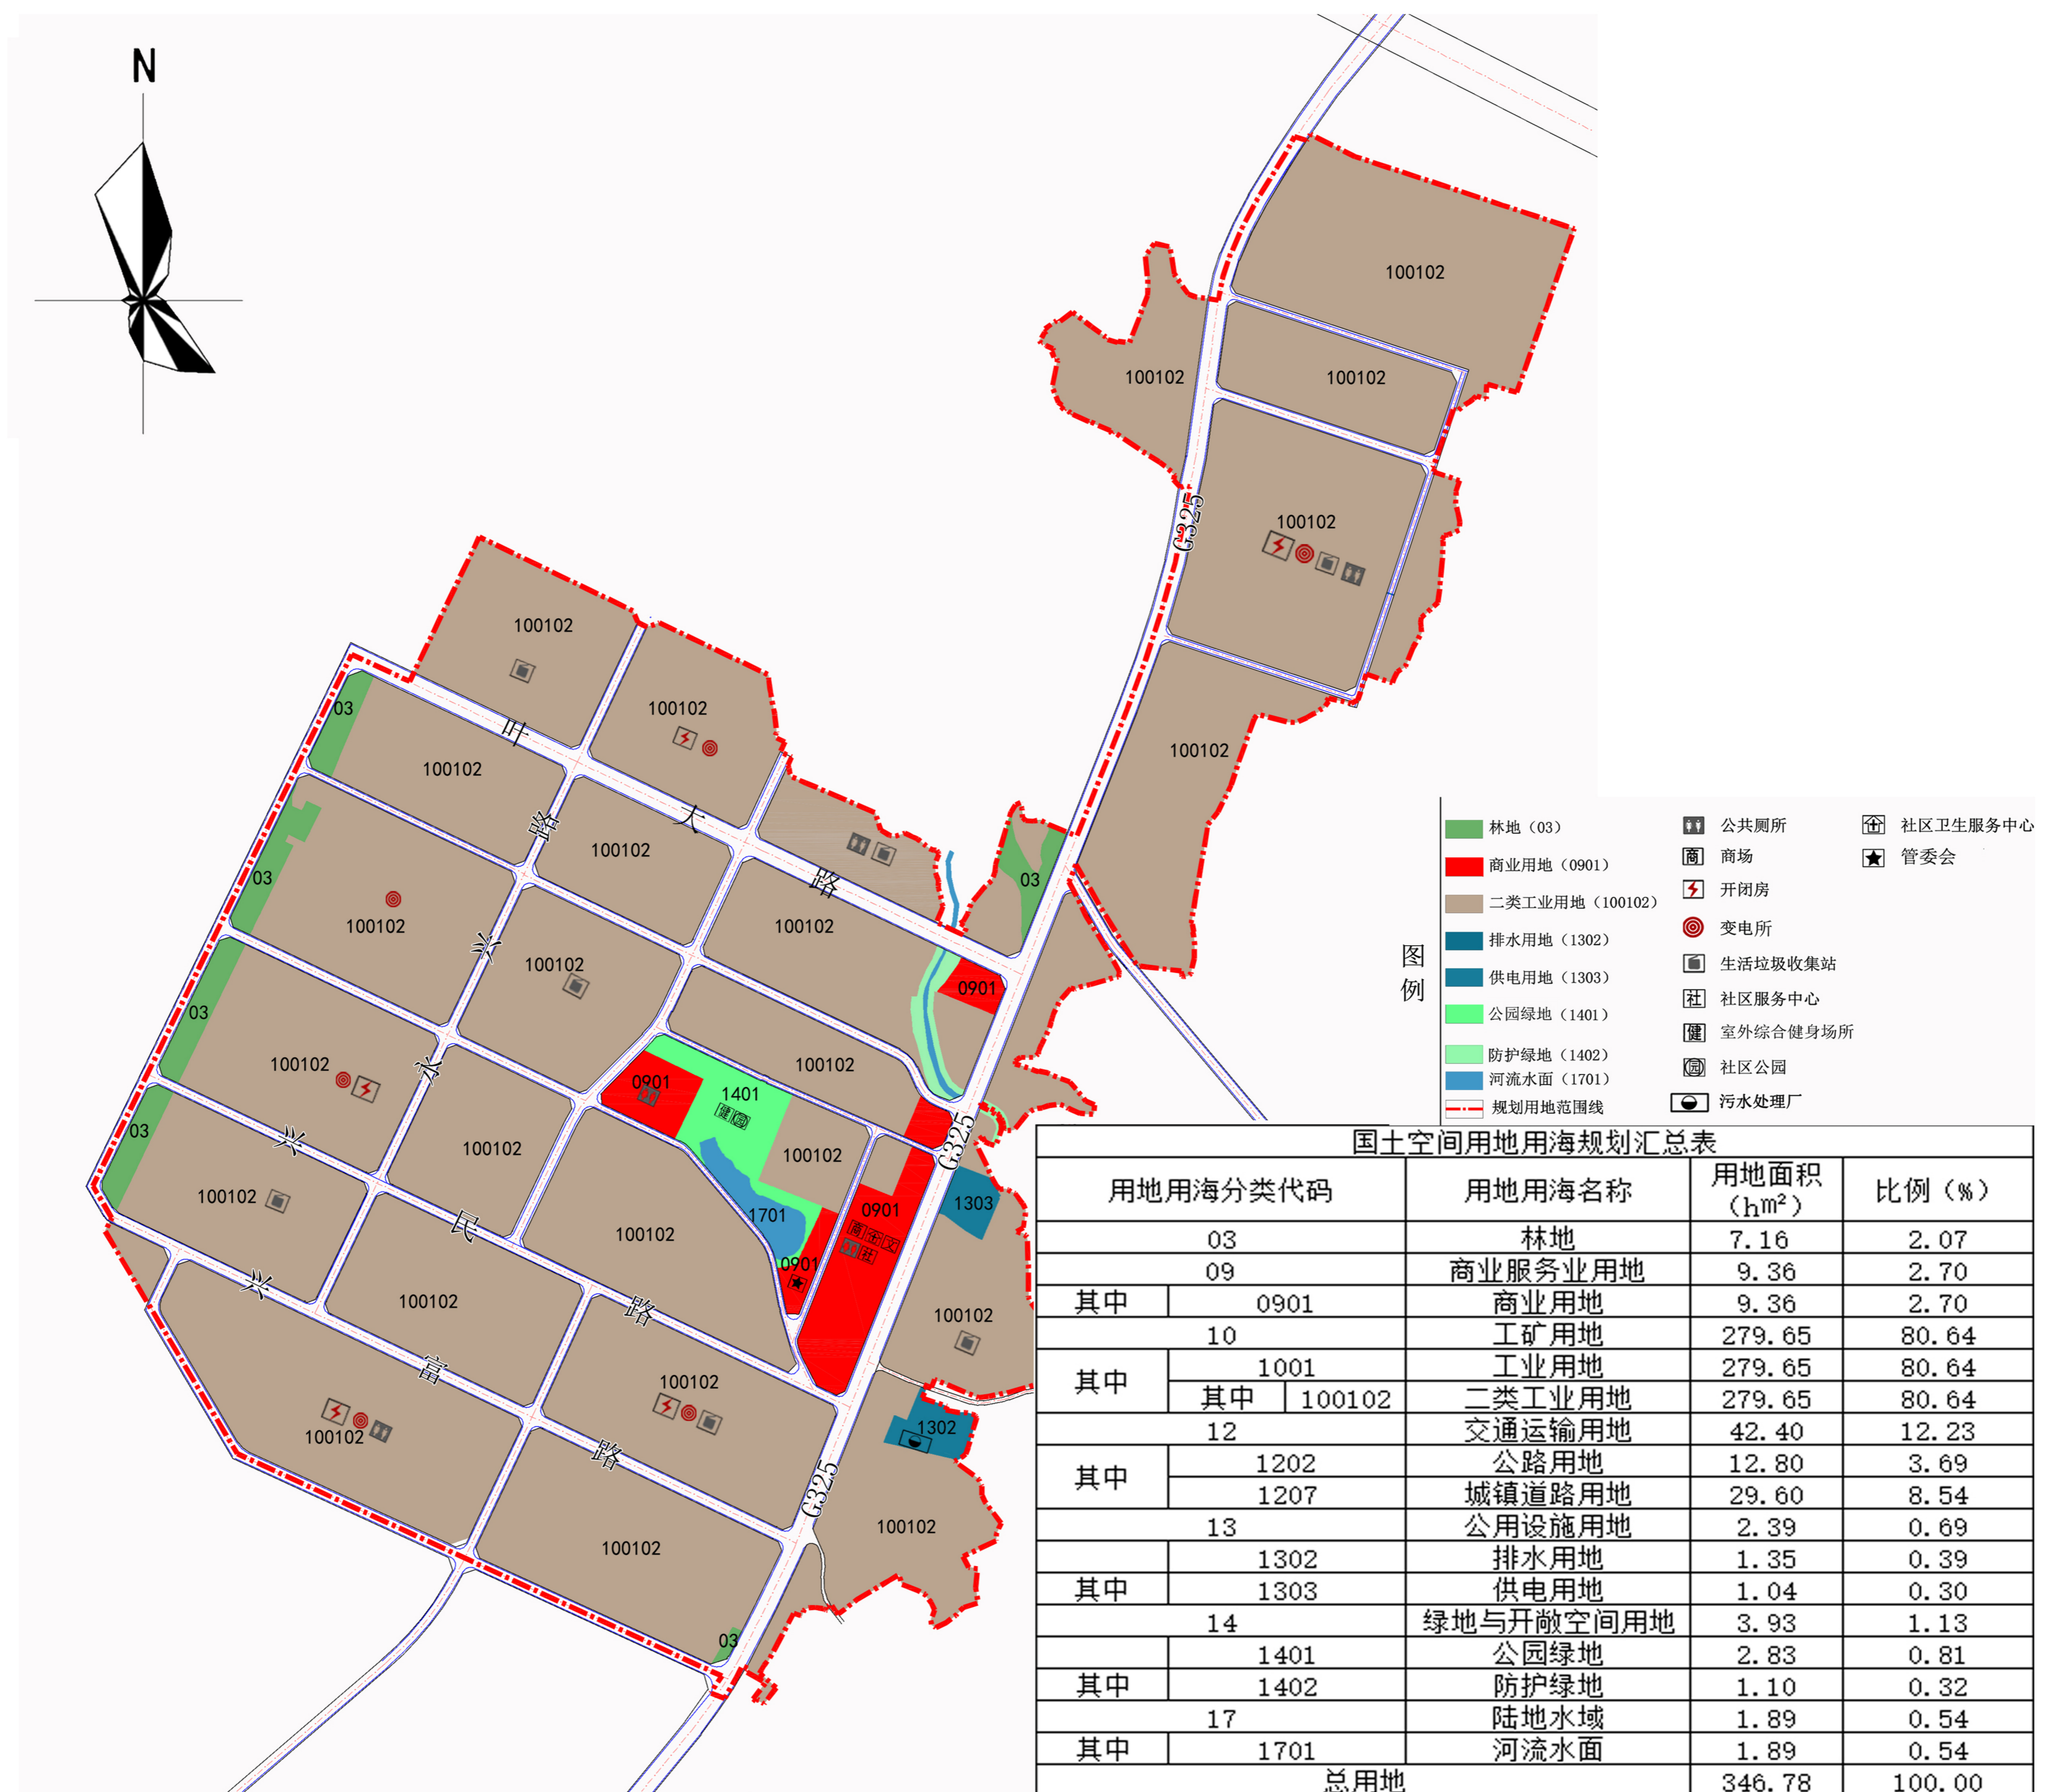 N
100102
100102
100102
100102
G325
100102
100102
100102
100102
03
叶
大
路
100102
100102
03
100102
路
03
100102
兴
100102
100102
0901
03
100102
水
100102
0901
1401
健 园
100102
G325
03
兴
100102
100102
1303
100102
民
100102
1701
0901
商 文
社
0901
兴
100102
路
100102
富
100102
100102
1302
路
G325
100102
100102
03
图例
林地（03）
商业用地（0901）
二类工业用地（100102）
排水用地（1302）
供电用地（1303）
公园绿地（1401）
防护绿地（1402）
河流水面（1701）
规划用地范围线
公共厕所
商 商场
开闭房
变电所
生活垃圾收集站
社 社区服务中心
健 室外综合健身场所
园 社区公园
污水处理厂
社区卫生服务中心
管委会
国土空间用地用海规划汇总表
用地用海分类代码 用地用海名称 用地面积（hm²） 比例（%）
03 林地 7.16 2.07
09 商业服务业用地 9.36 2.70
其中 0901 商业用地 9.36 2.70
10 工矿用地 279.65 80.64
其中 1001 工业用地 279.65 80.64
其中 100102 二类工业用地 279.65 80.64
12 交通运输用地 42.40 12.23
其中 1202 公路用地 12.80 3.69
1207 城镇道路用地 29.60 8.54
13 公用设施用地 2.39 0.69
1302 排水用地 1.35 0.39
其中 1303 供电用地 1.04 0.30
14 绿地与开敞空间用地 3.93 1.13
1401 公园绿地 2.83 0.81
其中 1402 防护绿地 1.10 0.32
17 陆地水域 1.89 0.54
其中 1701 河流水面 1.89 0.54
总用地 346.78 100.00